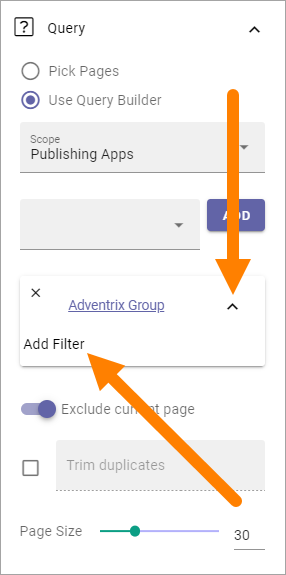 Query
Pick Pages
Use Query Builder
Scope
Publishing Apps
ADD
Adventrix Group
Add Filter
Exclude current page
Trim duplicates
Page Size
30